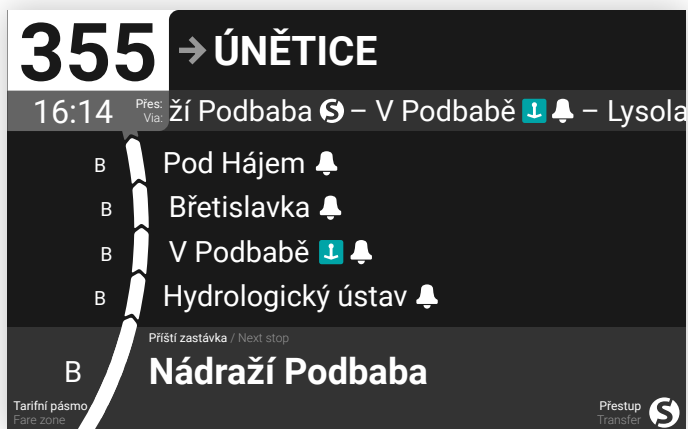 355 → ÚNĚTICE
16:14 Přes: Via: ží Podbaba S – V Podbabě – Lysola
B Pod Hájem
B Břetislavka
B V Podbabě
B Hydrologický ústav
Příští zastávka / Next stop
B Nádraží Podbaba
Tarifní pásmo
Fare zone
Přestup
Transfer
S